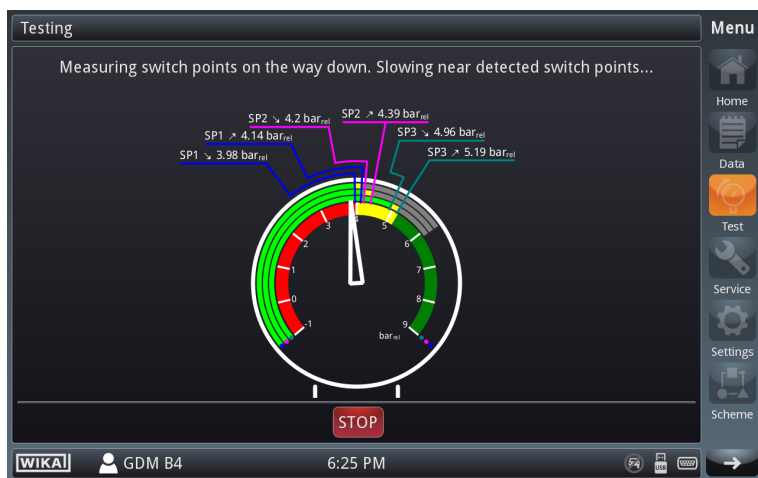 Testing
Menu
Measuring switch points on the way down. Slowing near detected switch points...
Home
SP2 ↘ 4.2 barrel
SP2 ↗ 4.39 barrel
SP1 ↗ 4.14 barrel
SP3 ↘ 4.96 barrel
SP1 ↘ 3.98 barrel
SP3 ↗ 5.19 barrel
Data
Test
Service
Settings
Scheme
-1
0
1
2
3
4
5
6
7
8
9
barrel
STOP
WIKAI
GDM B4
6:25 PM
USB